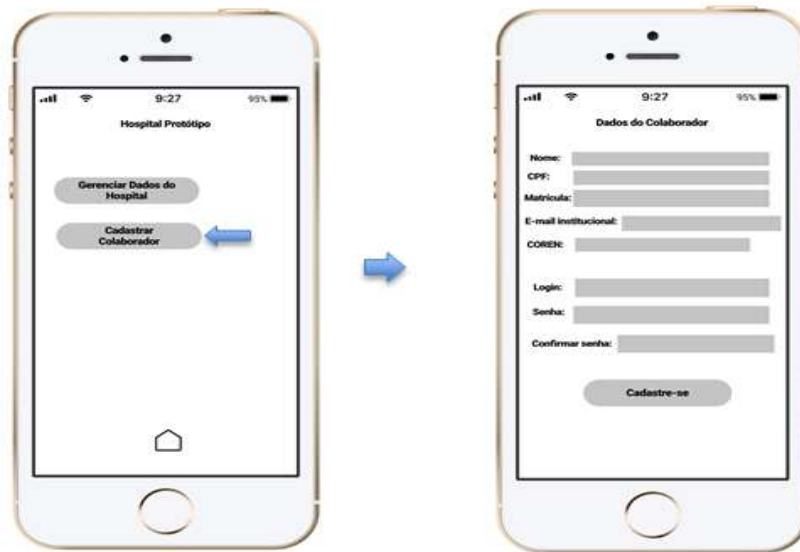 9:27
95%
Hospital Protótipo
Gerenciar Dados do
Hospital
Cadastrar
Colaborador
9:27
95%
Dados do Colaborador
Nome:
CPF:
Matrícula:
E-mail institucional:
COREN:
Login:
Senha:
Confirmar senha:
Cadastre-se